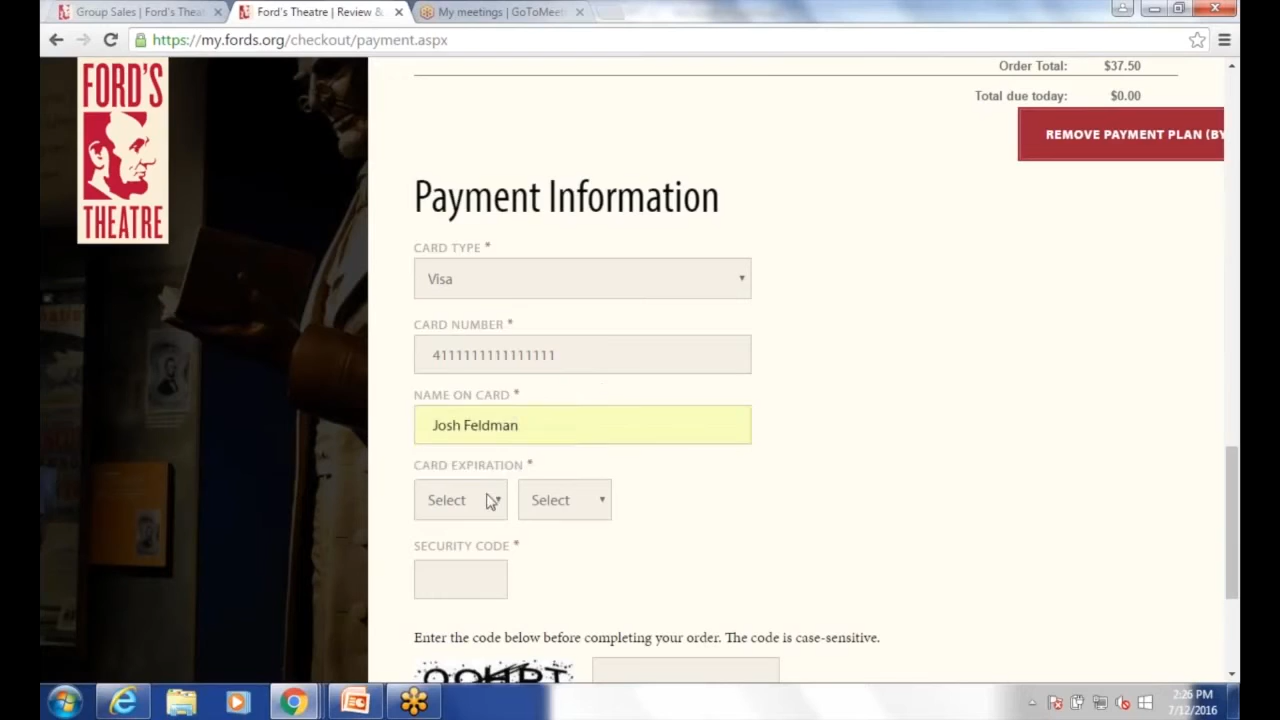 Group Sales | Ford's Thea
Ford's Theatre | Review &
My meetings | GoToMeet
https://my.fords.org/checkout/payment.aspx
FORD'S
THEATRE
Order Total: $37.50
Total due today: $0.00
REMOVE PAYMENT PLAN (BY
Payment Information
CARD TYPE *
Visa
CARD NUMBER *
4111111111111111
NAME ON CARD *
Josh Feldman
CARD EXPIRATION *
Select Select
SECURITY CODE *
Enter the code below before completing your order. The code is case-sensitive.
2:26 PM
7/12/2016